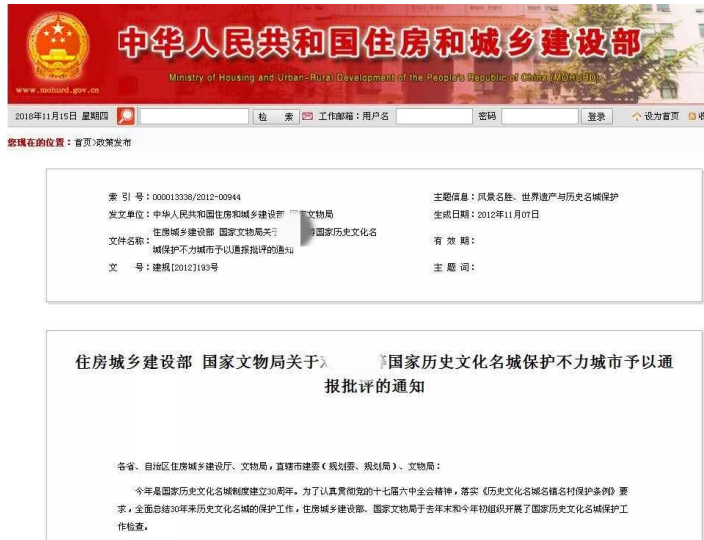 中华人民共和国住房和城乡建设部
Ministry of Housing and Urban-Rural Development of the People's Republic of China (MOHURD)
www.mohurd.gov.cn
2018年11月15日 星期四 检 索 工作邮箱：用户名 密码 登录 设为首页 收
您现在的位置：首页>政策发布
索 引 号：000013338/2012-00944 主题信息：风景名胜、世界遗产与历史名城保护
发文单位：中华人民共和国住房和城乡建设部 国家文物局 生成日期：2012年11月07日
文件名称：住房城乡建设部 国家文物局关于 等国家历史文化名
城保护不力城市予以通报批评的通知 有 效 期：
文 号：建规[2012]193号 主 题 词：
住房城乡建设部 国家文物局关于对 等国家历史文化名城保护不力城市予以通
报批评的通知
各省、自治区住房城乡建设厅、文物局，直辖市建委（规划委、规划局）、文物局：
今年是国家历史文化名城制度建立30周年。为了认真贯彻党的十七届六中全会精神，落实《历史文化名城名镇名村保护条例》要
求，全面总结30年来历史文化名城的保护工作，住房城乡建设部、国家文物局于去年末和今年初组织开展了国家历史文化名城保护工
作检查。